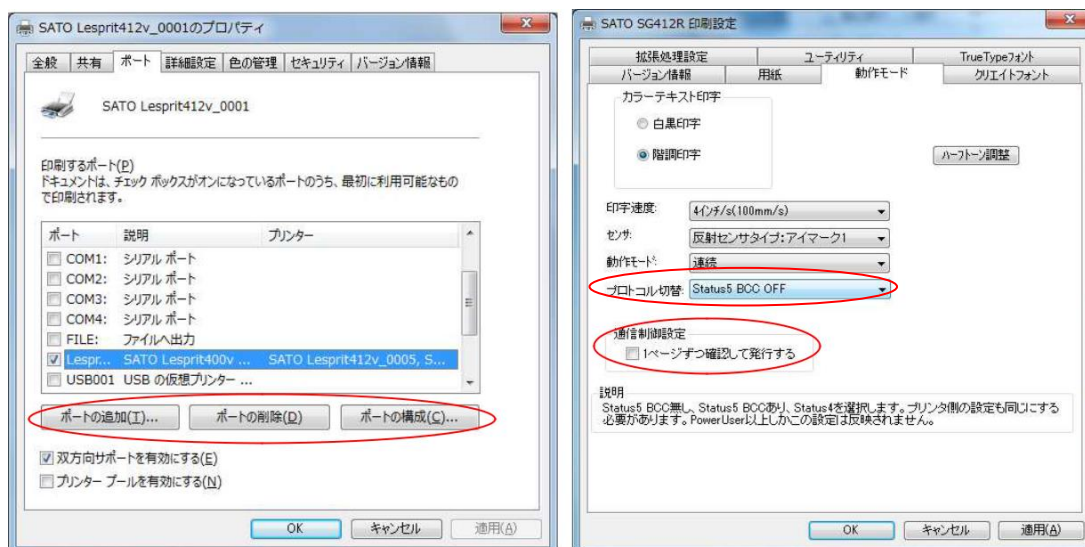 SATO Lesprit412v_0001のプロパティ
全般 共有 ポート 詳細設定 色の管理 セキュリティ バージョン情報
SATO Lesprit412v_0001
印刷するポート(P)
ドキュメントは、チェック ボックスがオンになっているポートのうち、最初に利用可能なもの
で印刷されます。
ポート 説明 プリンター
COM1: シリアル ポート
COM2: シリアル ポート
COM3: シリアル ポート
COM4: シリアル ポート
FILE: ファイルへ出力
Lespr... SATO Lesprit400v ... SATO Lesprit412v_0005, S...
USB001 USB の仮想プリンター ...
ポートの追加(T)... ポートの削除(D) ポートの構成(C)...
双方向サポートを有効にする(E)
プリンター プールを有効にする(N)
OK キャンセル 適用(A)
SATO SG412R 印刷設定
拡張処理設定 ユーティリティ TrueTypeフォント
バージョン情報 用紙 動作モード クリエイトフォント
カラーテキスト印字
白黒印字
階調印字
ハーフトーン調整
印字速度: 4インチ/s(100mm/s)
センサ: 反射センサタイプ:アイマーク1
動作モード: 連続
プロトコル切替: Status5 BCC OFF
通信制御設定
1ページずつ確認して発行する
説明
Status5 BCC無し、Status5 BCCあり、Status4を選択します。プリンタ側の設定も同じにする
必要があります。PowerUser以上しかこの設定は反映されません。
OK キャンセル 適用(A)